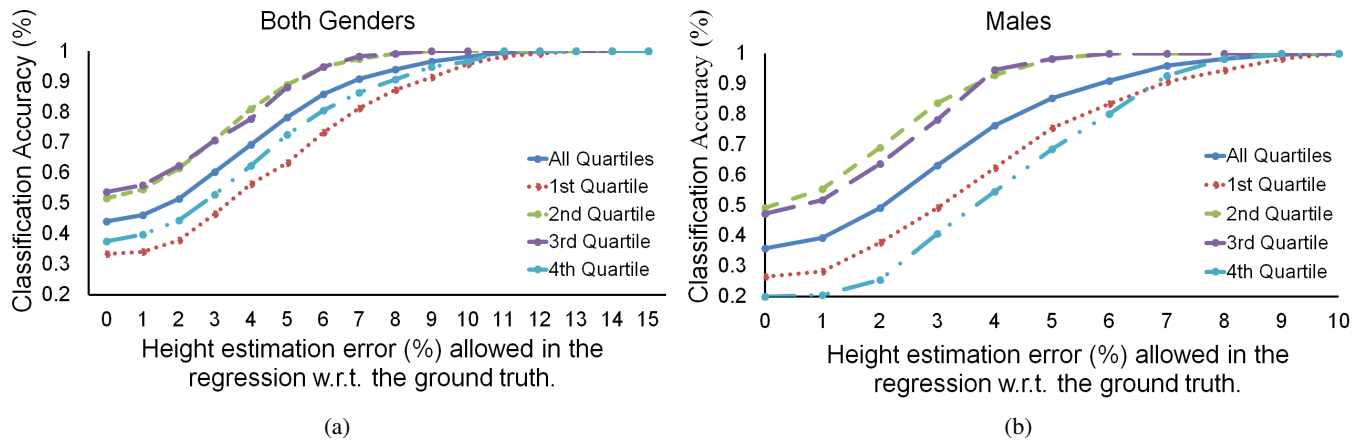 Both Genders
Classification Accuracy (%)
1
0.9
0.8
0.7
0.6
0.5
0.4
0.3
0.2
All Quartiles
1st Quartile
2nd Quartile
3rd Quartile
4th Quartile
0 1 2 3 4 5 6 7 8 9 10 11 12 13 14 15
Height estimation error (%) allowed in the
regression w.r.t. the ground truth.
(a)
Males
Classification Accuracy (%)
1
0.9
0.8
0.7
0.6
0.5
0.4
0.3
0.2
All Quartiles
1st Quartile
2nd Quartile
3rd Quartile
4th Quartile
0 1 2 3 4 5 6 7 8 9 10
Height estimation error (%) allowed in the
regression w.r.t. the ground truth.
(b)